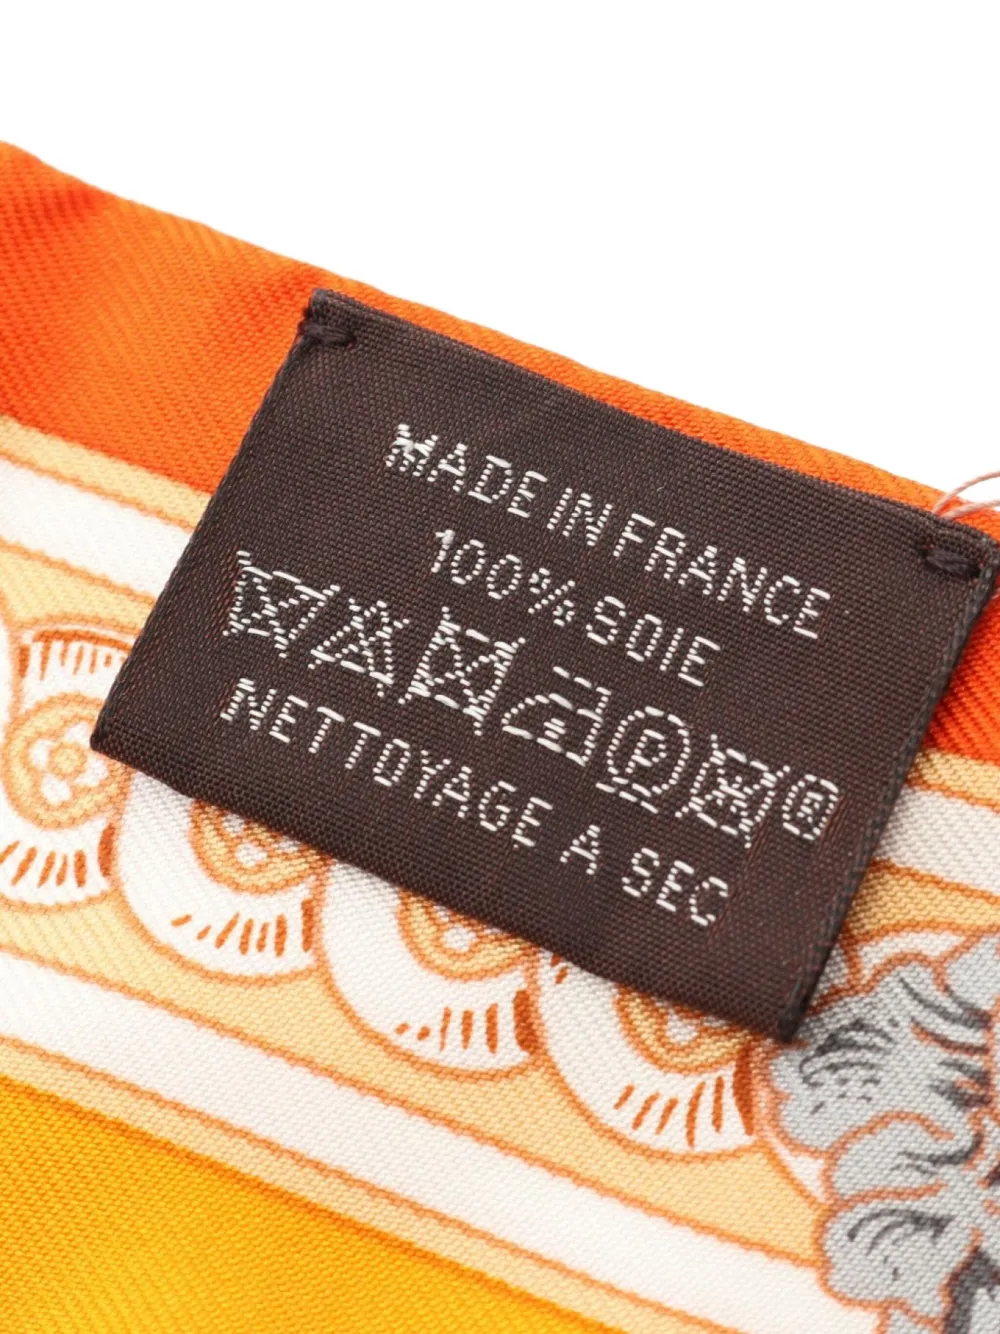 MADE IN FRANCE
100% SOIE
P ®
NETTOYAGE A SEC